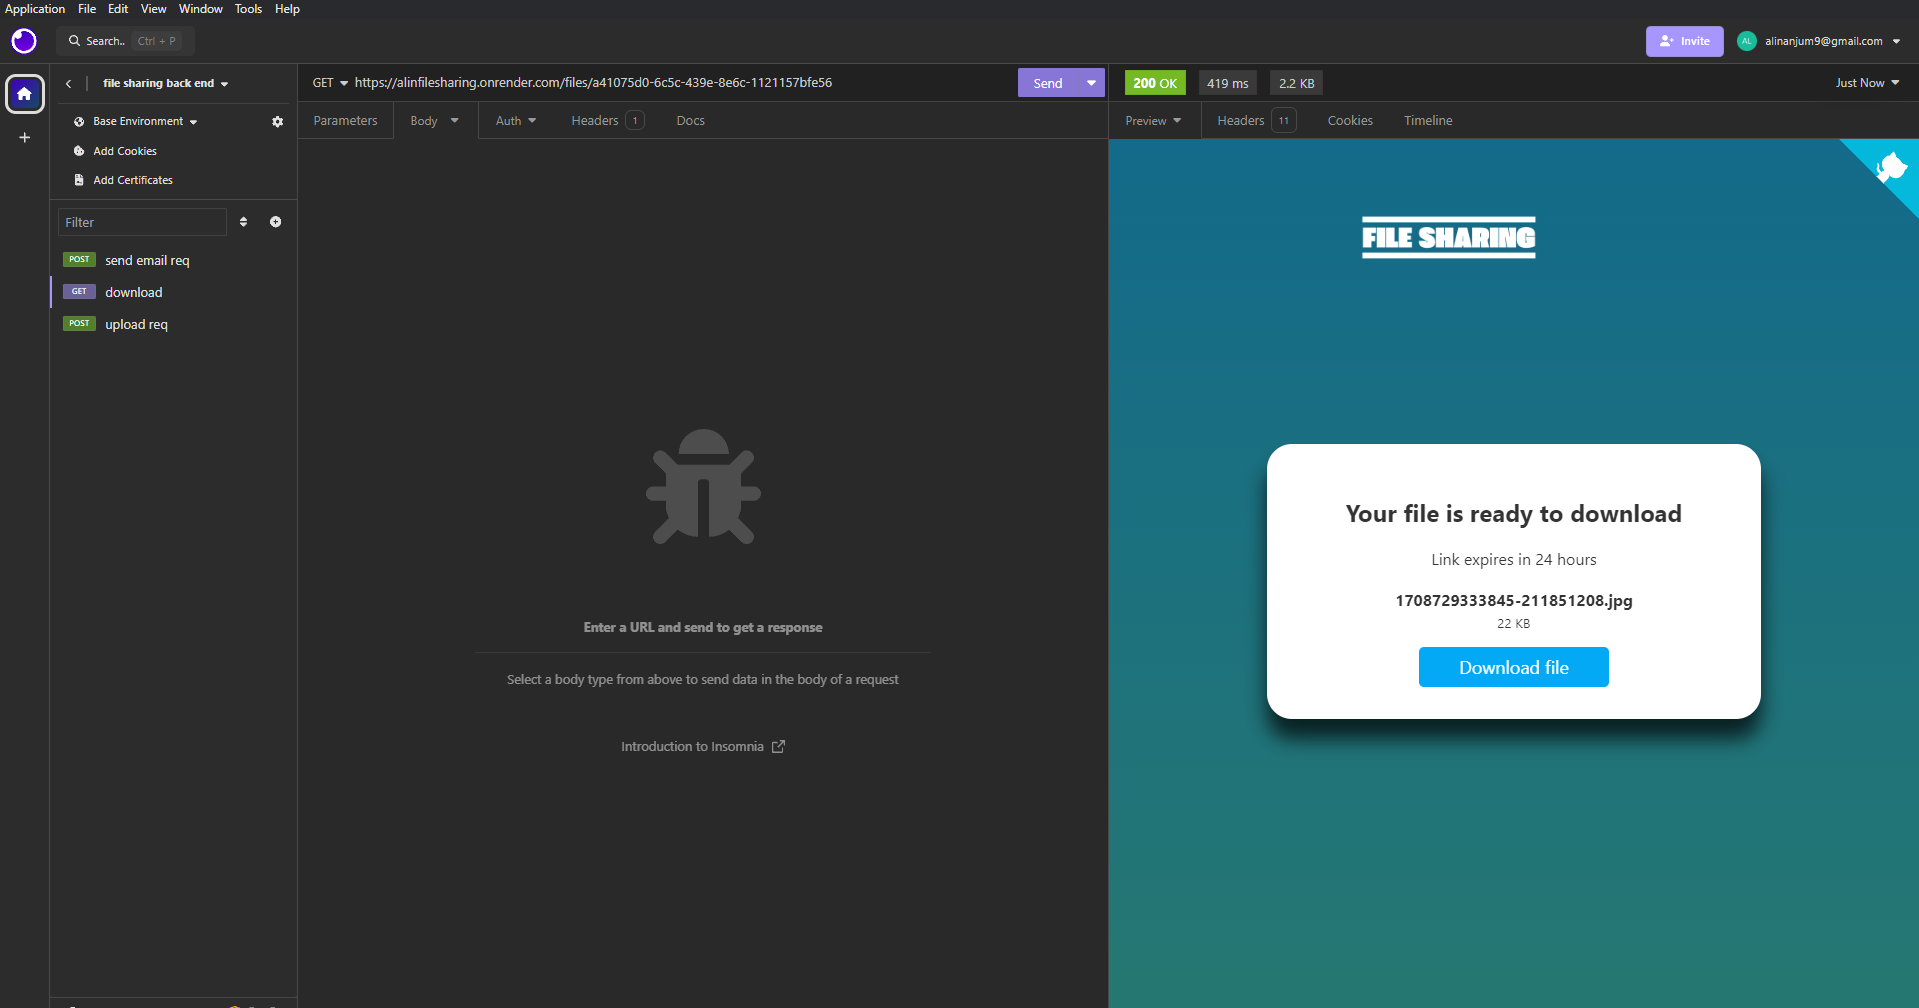 Application File Edit View Window Tools Help
Search.. Ctrl + P
Invite
AL alinanjum9@gmail.com
file sharing back end
Base Environment
Add Cookies
Add Certificates
Filter
POST send email req
GET download
POST upload req
GET https://alinfilesharing.onrender.com/files/a41075d0-6c5c-439e-8e6c-1121157bfe56
Send
Parameters Body Auth Headers 1 Docs
Enter a URL and send to get a response
Select a body type from above to send data in the body of a request
Introduction to Insomnia
200 OK 419 ms 2.2 KB Just Now
Preview Headers 11 Cookies Timeline
FILE SHARING
Your file is ready to download
Link expires in 24 hours
1708729333845-211851208.jpg
22 KB
Download file